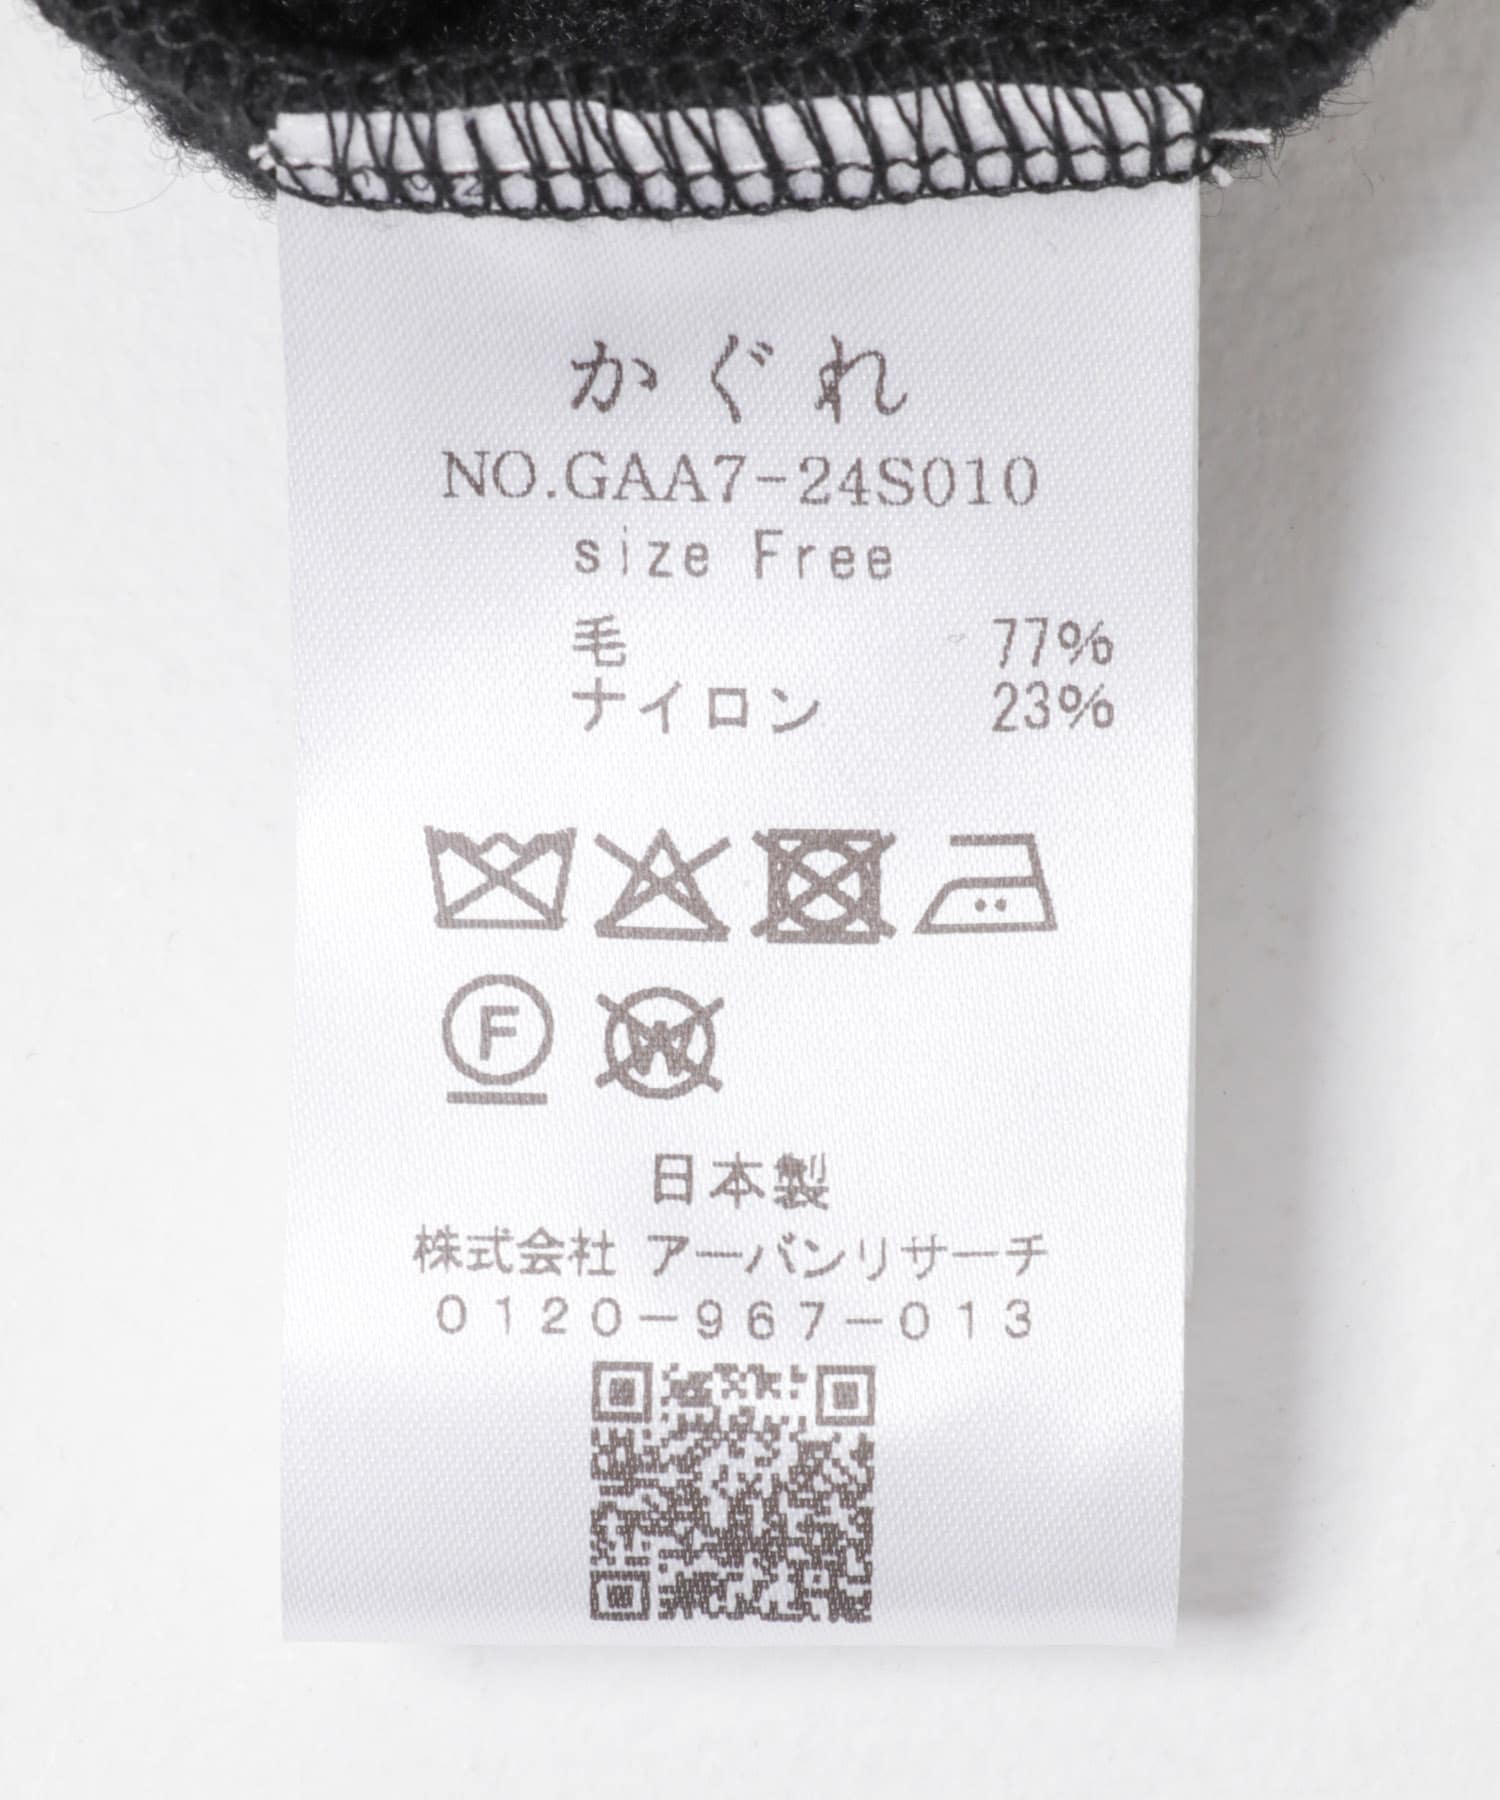 かぐれ
NO.GAA7-24S010
size Free
毛 77%
ナイロン 23%
F W
日本製
株式会社 アーバンリサーチ
0120-967-013